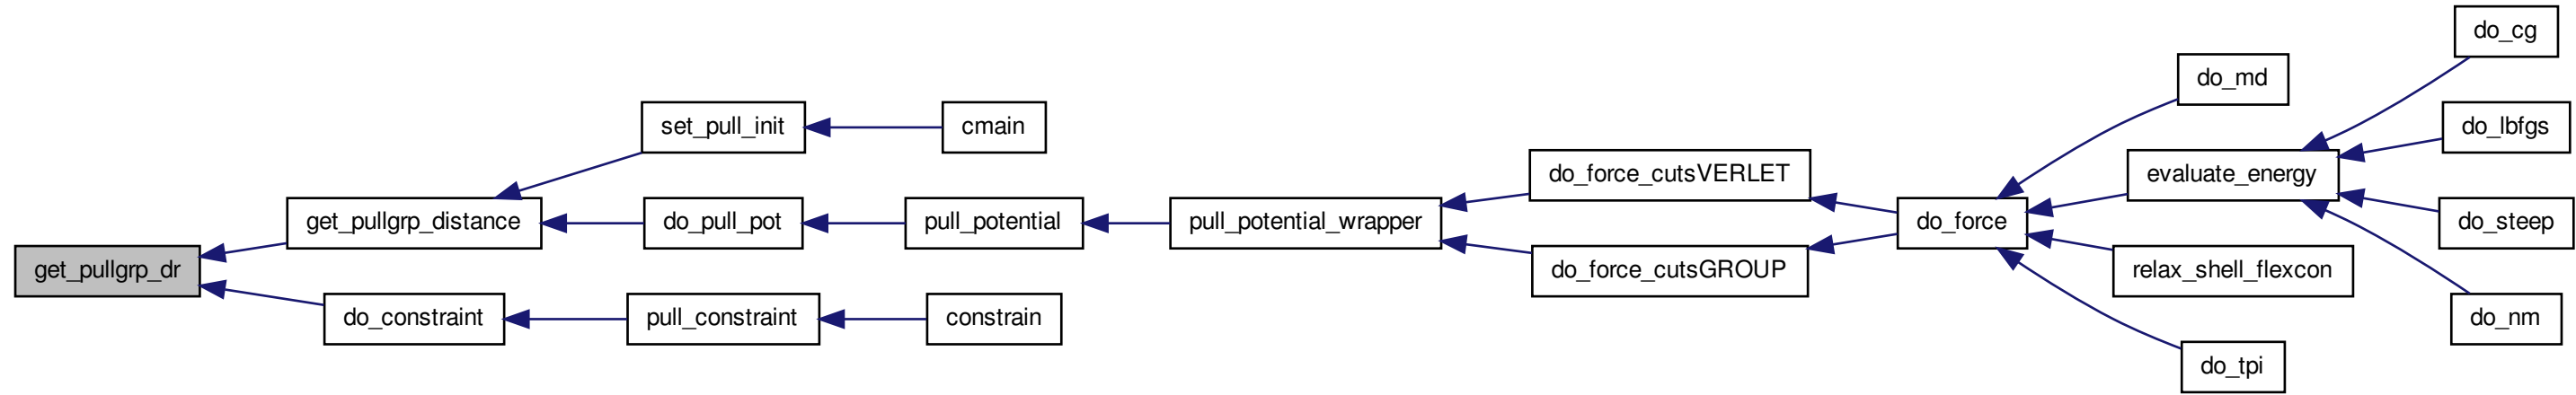 do_cg
do_md
set_pull_init
cmain
do_lbfgs
do_force_cutsVERLET
evaluate_energy
get_pullgrp_distance
do_pull_pot
pull_potential
pull_potential_wrapper
do_force
do_steep
get_pullgrp_dr
do_force_cutsGROUP
relax_shell_flexcon
do_constraint
pull_constraint
constrain
do_nm
do_tpi